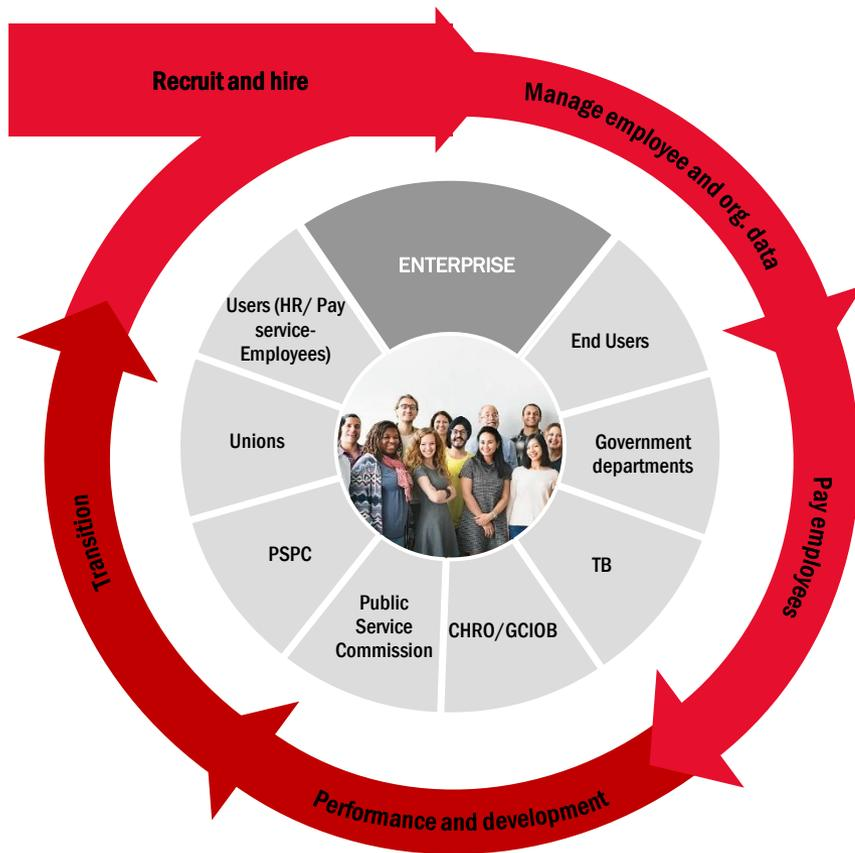 Recruit and hire
Manage employee and org. data
Pay employees
Performance and development
Transition
ENTERPRISE
End Users
Government
departments
TB
CHRO/GCIOB
Public
Service
Commission
PSPC
Unions
Users (HR/ Pay
service-
Employees)